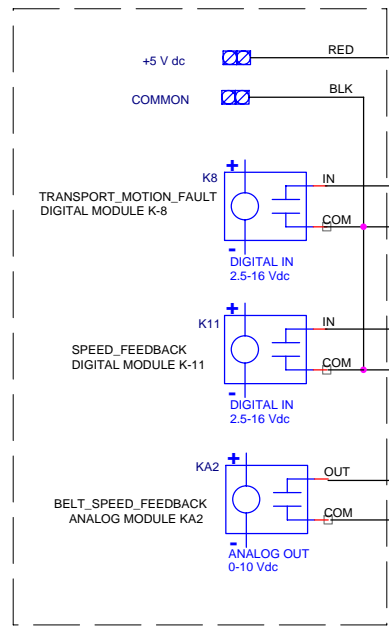 +5 V dc
RED
COMMON
BLK
K8
+
IN
TRANSPORT_MOTION_FAULT
DIGITAL MODULE K-8
COM
-
DIGITAL IN
2.5-16 Vdc
K11
+
IN
SPEED_FEEDBACK
DIGITAL MODULE K-11
COM
-
DIGITAL IN
2.5-16 Vdc
KA2
+
OUT
BELT_SPEED_FEEDBACK
ANALOG MODULE KA2
COM
-
ANALOG OUT
0-10 Vdc